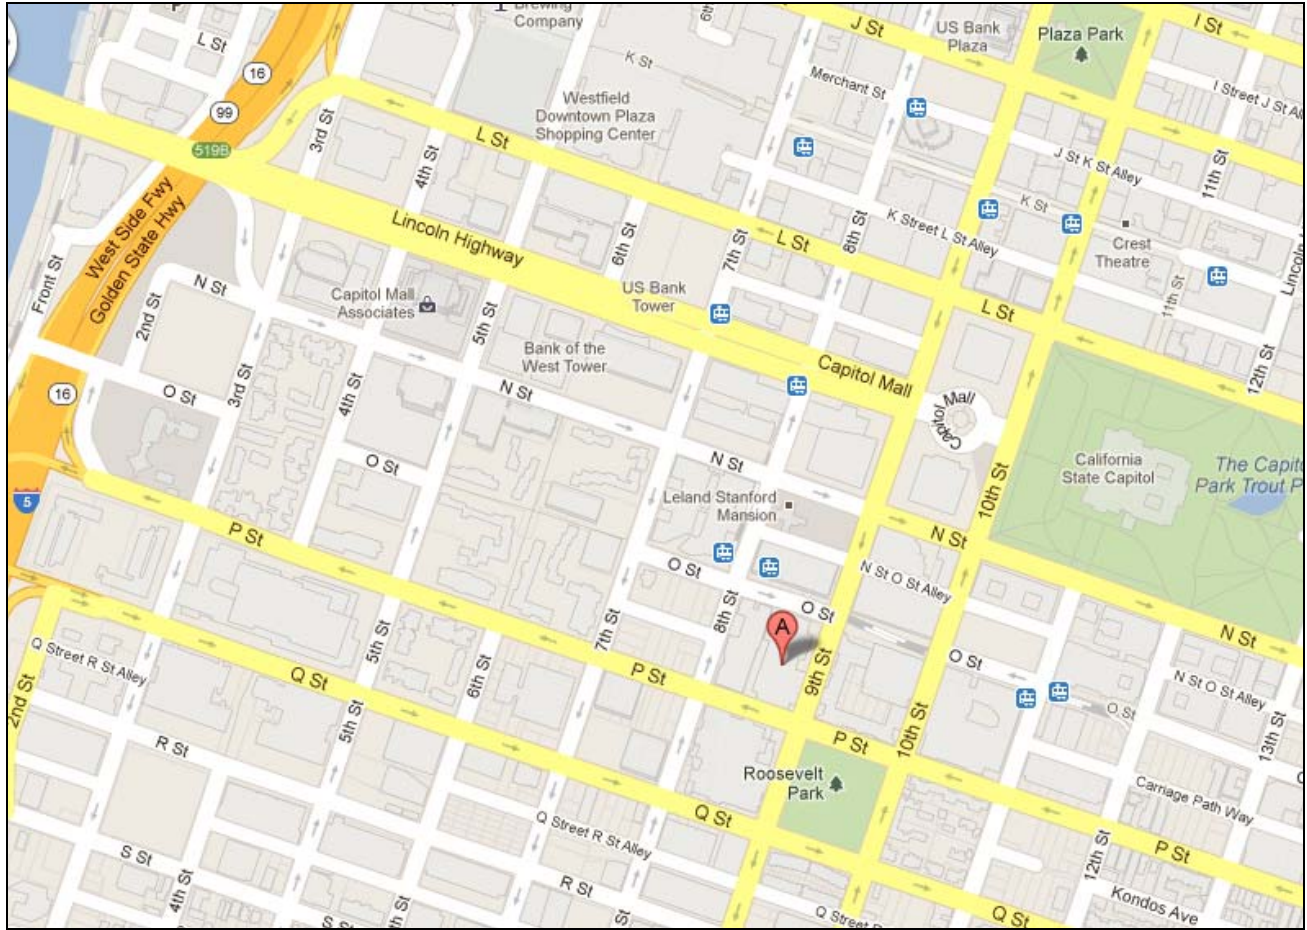 Brewing
Company
J St
US Bank
Plaza
Plaza Park
I St
L St
K St
16
Merchant St
I Street J St
99
Westfield
Downtown Plaza
Shopping Center
3rd St
L St
519B
4th St
J St K St Alley
11th St
West Side Fwy
Golden State Hwy
Lincoln Highway
6th St
7th St
L St
8th St
K Street L St Alley
K St
Crest
Theatre
Lincoln
Front St
N St
2nd St
Capitol Mall
Associates
US Bank
Tower
5th St
L St
11th St
Bank of the
West Tower
Capitol Mall
12th St
16
O St
3rd St
4th St
N St
Capitol Mall
O St
N St
California
State Capitol
The Capit
Park Trout P
5
Leland Stanford
Mansion
10th St
P St
N St
O St
N St O St Alley
8th St
O St
A
7th St
N St
Q Street R St Alley
5th St
6th St
P St
9th St
O St
N St O St Alley
Q St
2nd St
5th St
O St
13th St
R St
P St
10th St
Roosevelt
Park
Carriage Path Way
Q St
Q Street R St Alley
12th St
P St
S St
4th St
R St
Kondos Ave
Q St